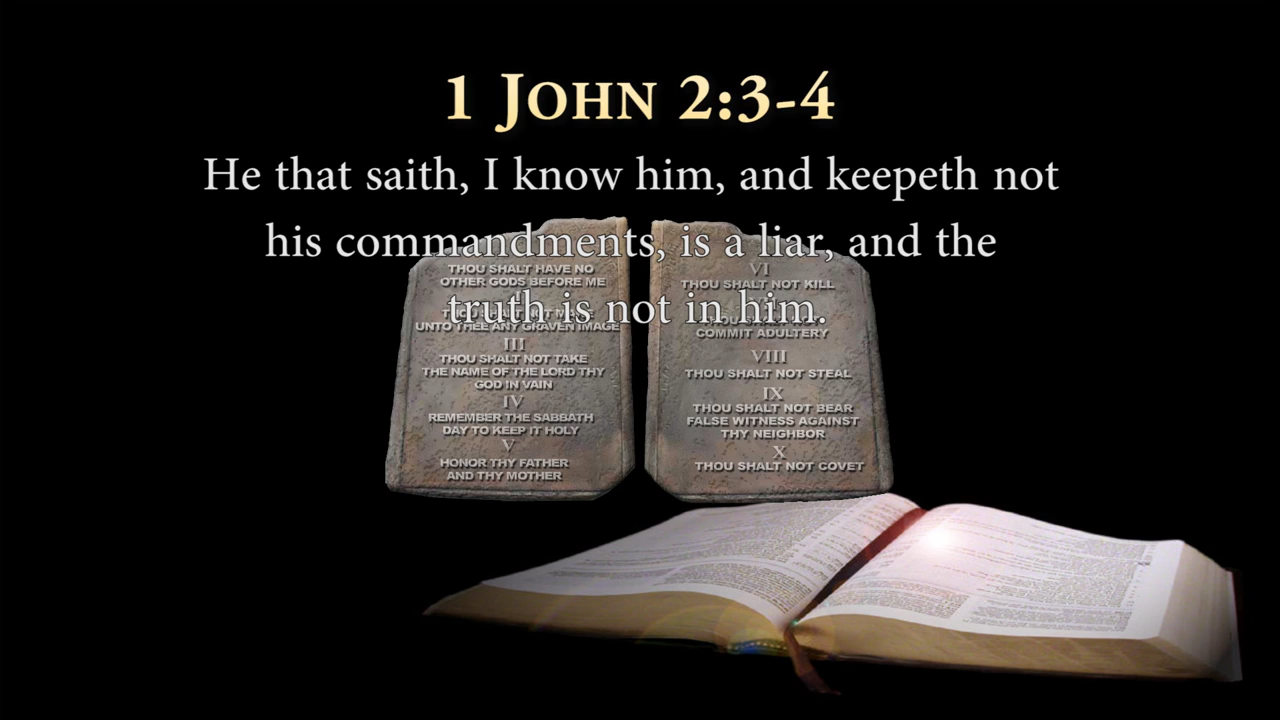 1 JOHN 2:3-4
He that saith, I know him, and keepeth not
his commandments, is a liar, and the
truth is not in him.
THOU SHALT HAVE NO
OTHER GODS BEFORE ME
UNTO THEE ANY GRAVEN IMAGE
III
THOU SHALT NOT TAKE
THE NAME OF THE LORD THY
GOD IN VAIN
IV
REMEMBER THE SABBATH
DAY TO KEEP IT HOLY
V
HONOR THY FATHER
AND THY MOTHER
VI
THOU SHALT NOT KILL
COMMIT ADULTERY
VIII
THOU SHALT NOT STEAL
IX
THOU SHALT NOT BEAR
FALSE WITNESS AGAINST
THY NEIGHBOR
X
THOU SHALT NOT COVET